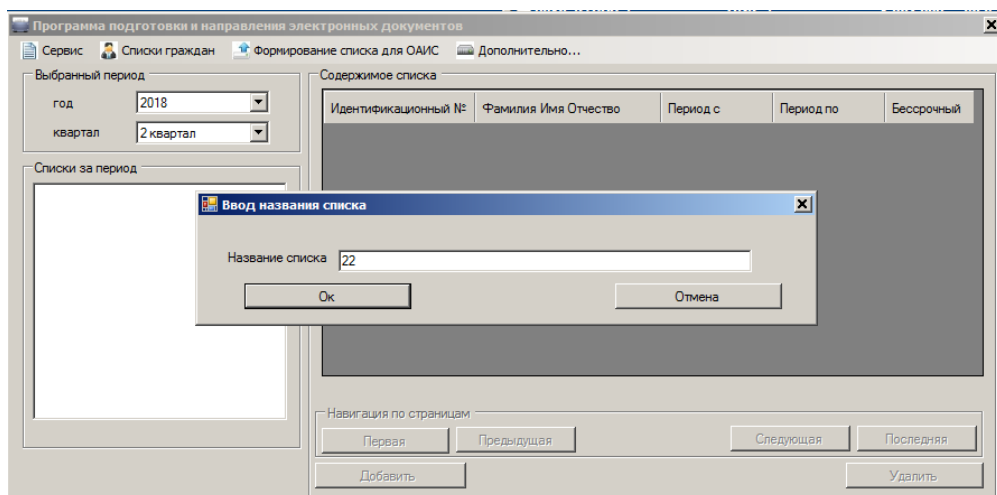 Программа подготовки и направления электронных документов
Сервис Списки граждан Формирование списка для ОАИС Дополнительно...
Выбранный период
год 2018
квартал 2 квартал
Списки за период
Содержимое списка
Идентификационный № Фамилия Имя Отчество Период с Период по Бессрочный
Ввод названия списка
Название списка 22
Ок Отмена
Навигация по страницам
Первая Предыдущая Следующая Последняя
Добавить Удалить